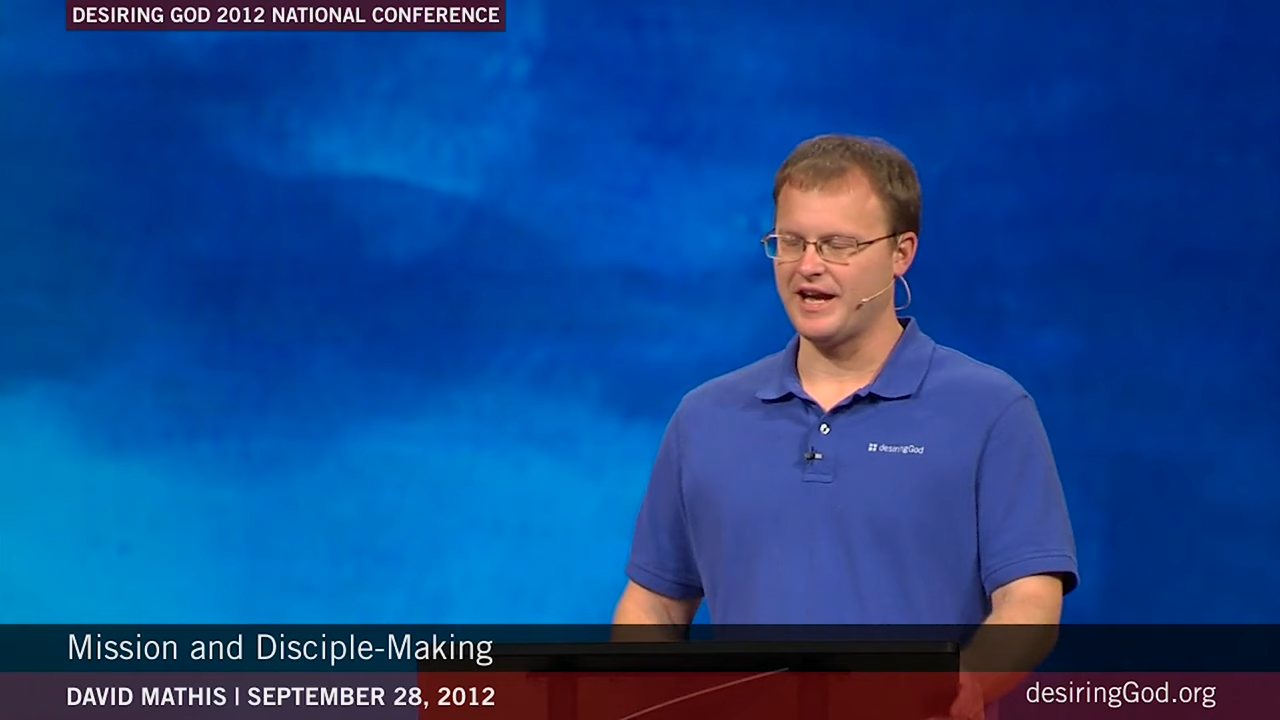 DESIRING GOD 2012 NATIONAL CONFERENCE
desiringGod
Mission and Disciple-Making
DAVID MATHIS | SEPTEMBER 28, 2012
desiringGod.org